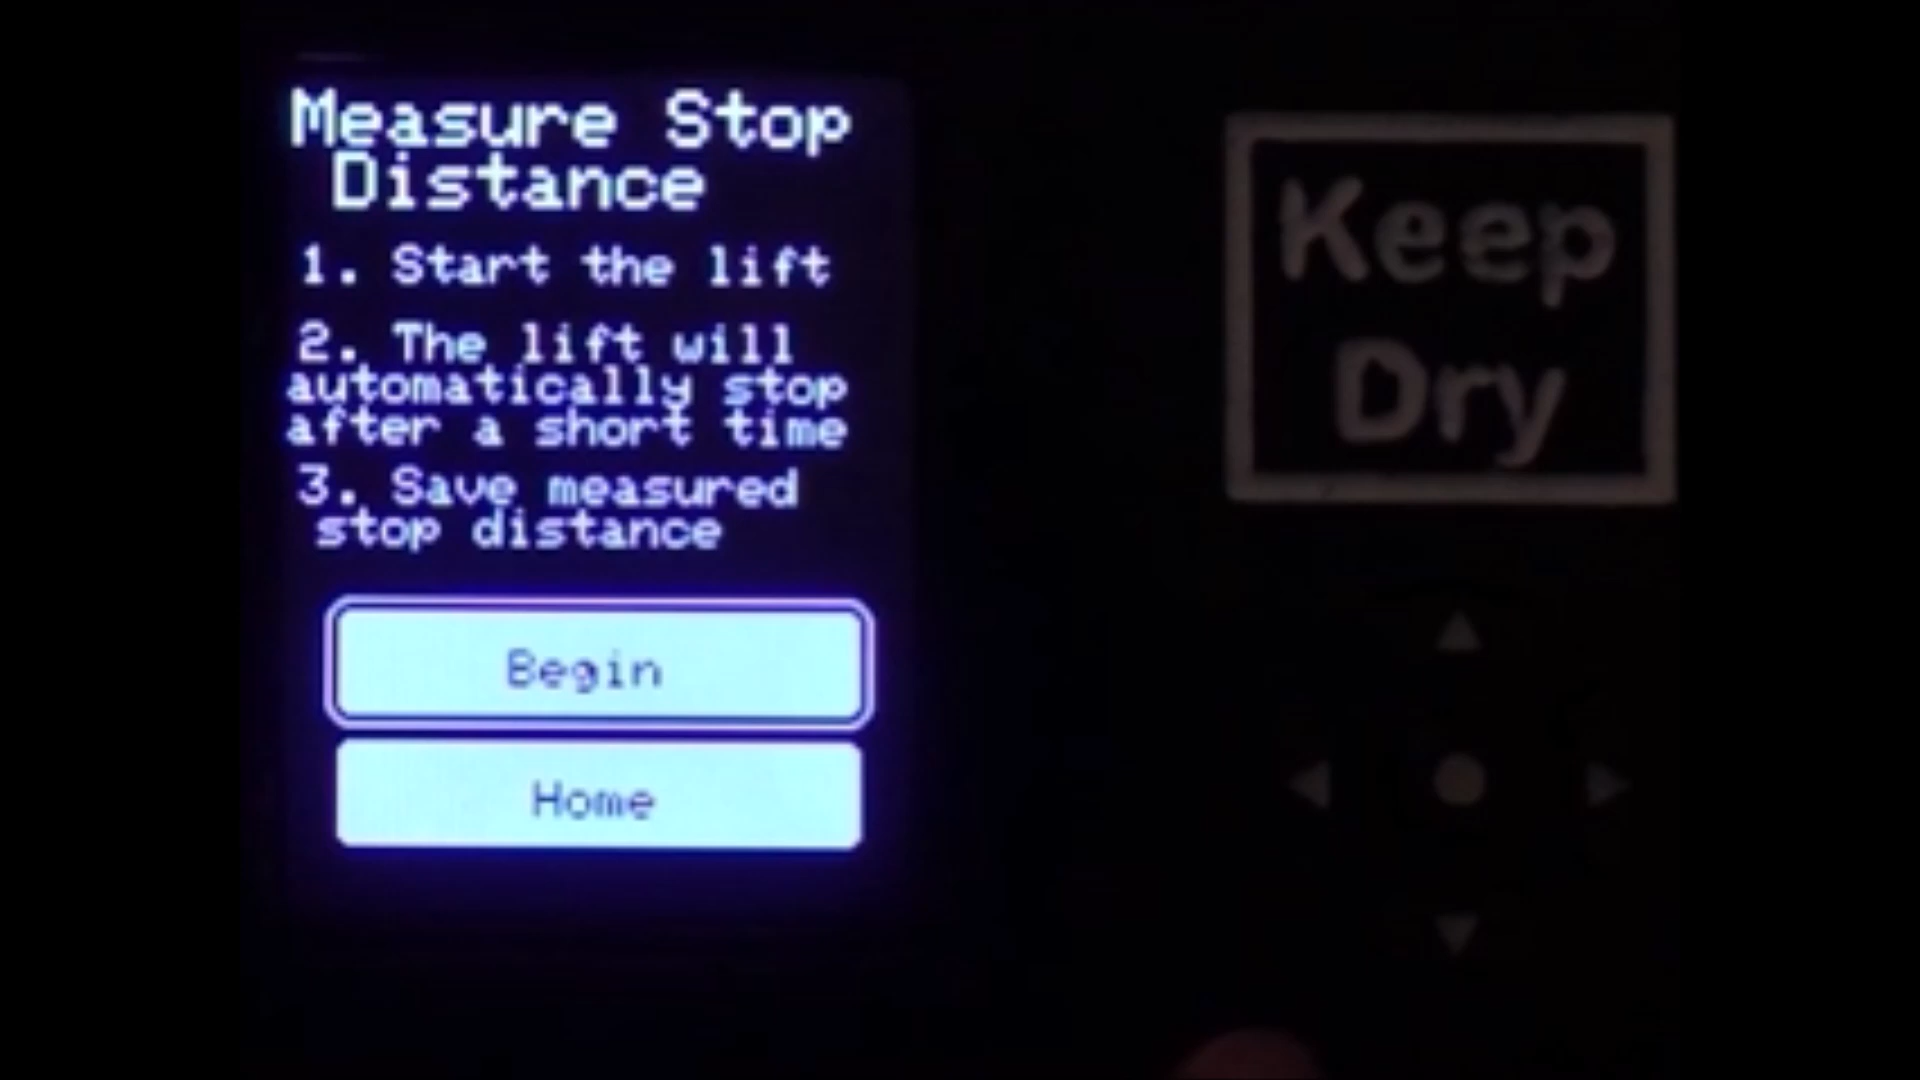 Measure Stop
Distance
1. Start the lift
2. The lift will
automatically stop
after a short time
3. Save measured
stop distance
Begin
Home
Keep
Dry